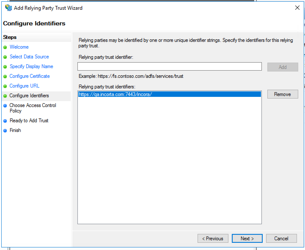 Add Relying Party Trust Wizard
Configure Identifiers
Steps
Welcome
Select Data Source
Specify Display Name
Configure Certificate
Configure URL
Configure Identifiers
Choose Access Control
Policy
Ready to Add Trust
Finish
Relying parties may be identified by one or more unique identifier strings. Specify the identifiers for this relying
party trust.
Relying party trust identifier:
Add
Example: https://fs.contoso.com/adfs/services/trust
Relying party trust identifiers:
https://qa.incorta.com:7443/incorta/
Remove
< Previous
Next >
Cancel